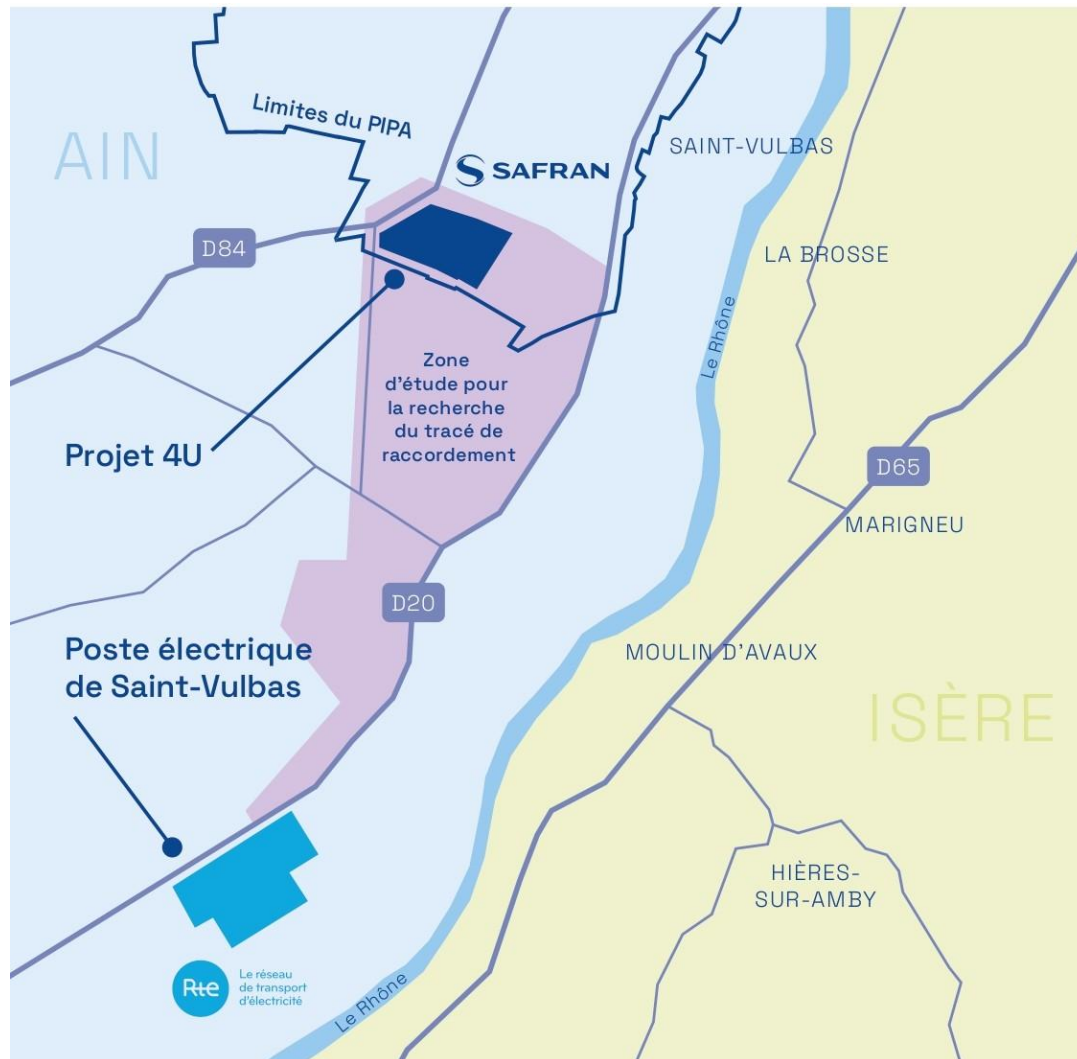 Limites du PIPA
AIN
SAFRAN
SAINT-VULBAS
D84
LA BROSSE
Le Rhône
Zone
d'étude pour
la recherche
du tracé de
raccordement
Projet 4U
D65
MARIGNEU
D20
Poste électrique
de Saint-Vulbas
MOULIN D'AVAUX
ISÈRE
HIÈRES-
SUR-AMBY
Rte
Le réseau
de transport
d'électricité
Le Rhône